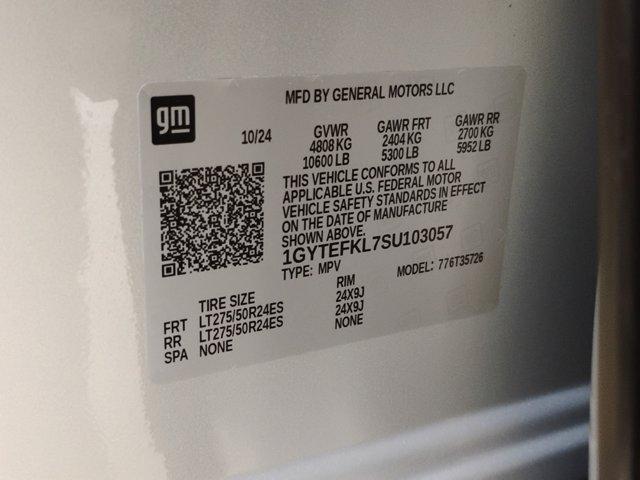 MFD BY GENERAL MOTORS LLC
gm
10/24
GVWR GAWR FRT GAWR RR
4808 KG 2404 KG 2700 KG
10600 LB 5300 LB 5952 LB
THIS VEHICLE CONFORMS TO ALL
APPLICABLE U.S. FEDERAL MOTOR
VEHICLE SAFETY STANDARDS IN EFFECT
ON THE DATE OF MANUFACTURE
SHOWN ABOVE.
1GYTEFKL7SU103057
TYPE: MPV MODEL: 776T35726
TIRE SIZE RIM
FRT LT275/50R24ES 24X9J
RR LT275/50R24ES 24X9J
SPA NONE NONE